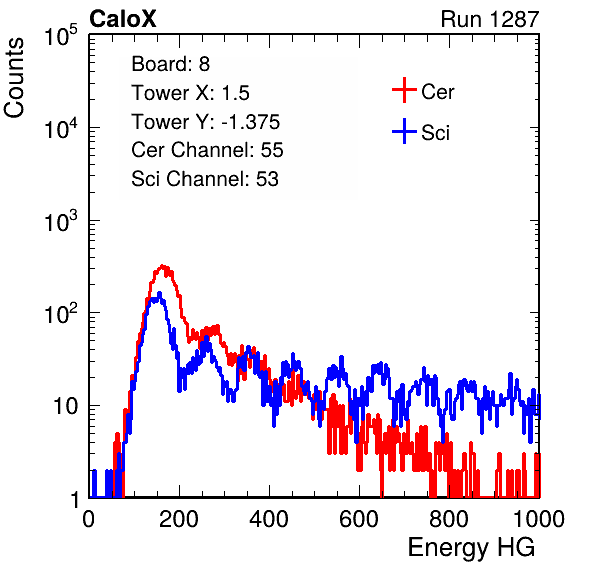 CaloX Run 1287
Counts
Board: 8
Tower X: 1.5
Tower Y: -1.375
Cer Channel: 55
Sci Channel: 53
Cer
Sci
10^5
10^4
10^3
10^2
10
1
0 200 400 600 800 1000
Energy HG